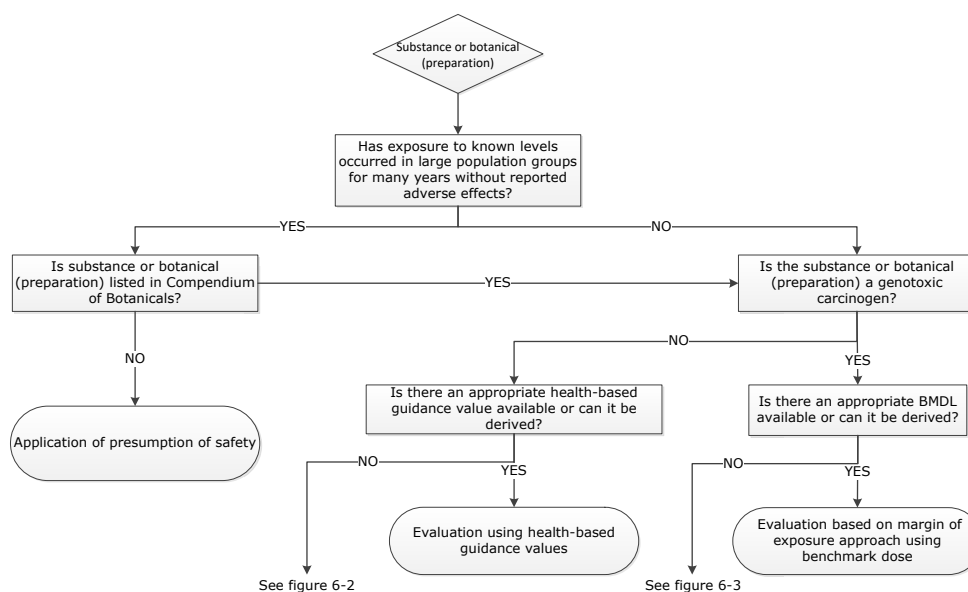 Substance or botanical
(preparation)
Has exposure to known levels
occurred in large population groups
for many years without reported
adverse effects?
YES
NO
Is substance or botanical
(preparation) listed in Compendium
of Botanicals?
YES
Is the substance or botanical
(preparation) a genotoxic
carcinogen?
NO
NO
YES
Application of presumption of safety
Is there an appropriate health-based
guidance value available or can it be
derived?
Is there an appropriate BMDL
available or can it be derived?
NO
YES
NO
YES
Evaluation using health-based
guidance values
Evaluation based on margin of
exposure approach using
benchmark dose
See figure 6-2
See figure 6-3